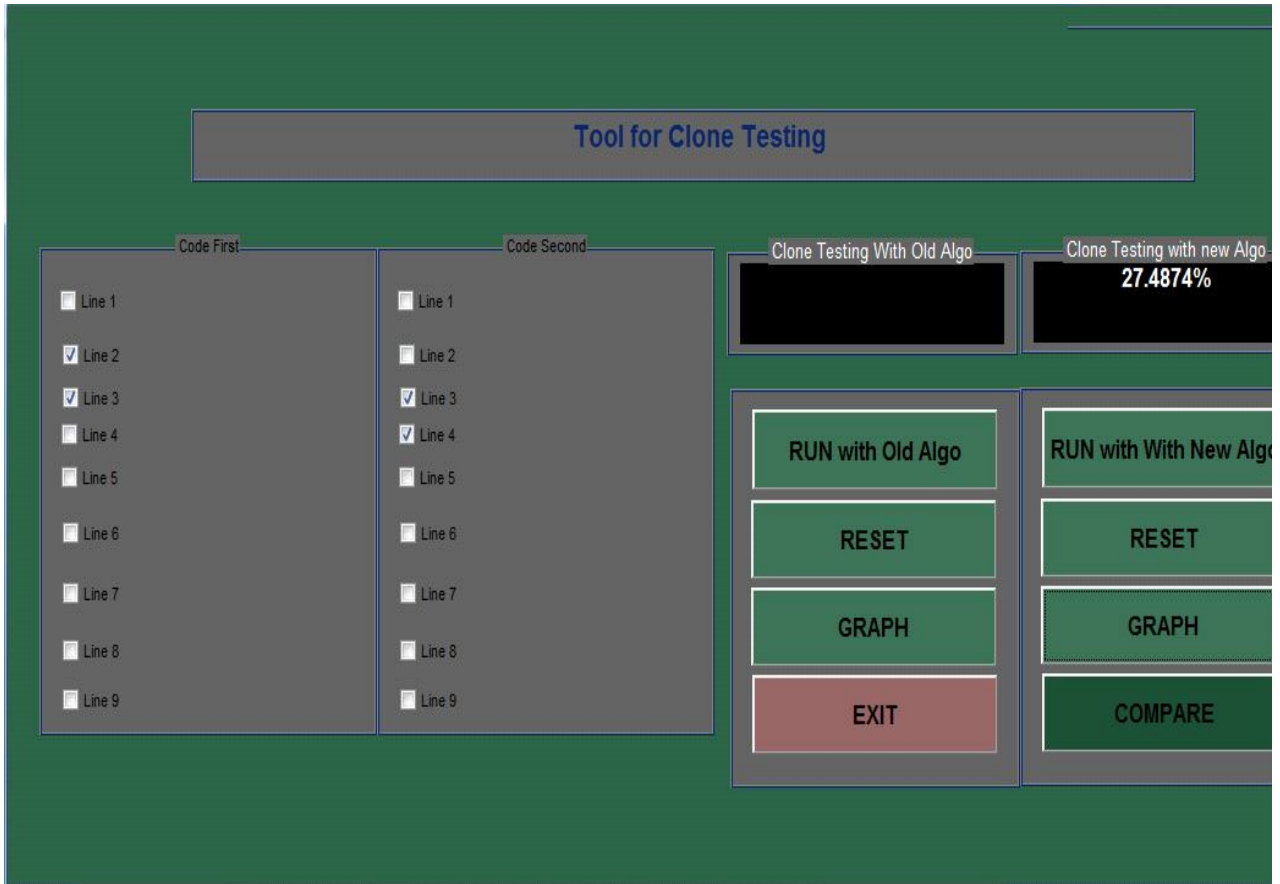 Tool for Clone Testing
Code First
Line 1
Line 2
Line 3
Line 4
Line 5
Line 6
Line 7
Line 8
Line 9
Code Second
Line 1
Line 2
Line 3
Line 4
Line 5
Line 6
Line 7
Line 8
Line 9
Clone Testing With Old Algo
Clone Testing with new Algo
27.4874%
RUN with Old Algo
RESET
GRAPH
EXIT
RUN with With New Algo
RESET
GRAPH
COMPARE